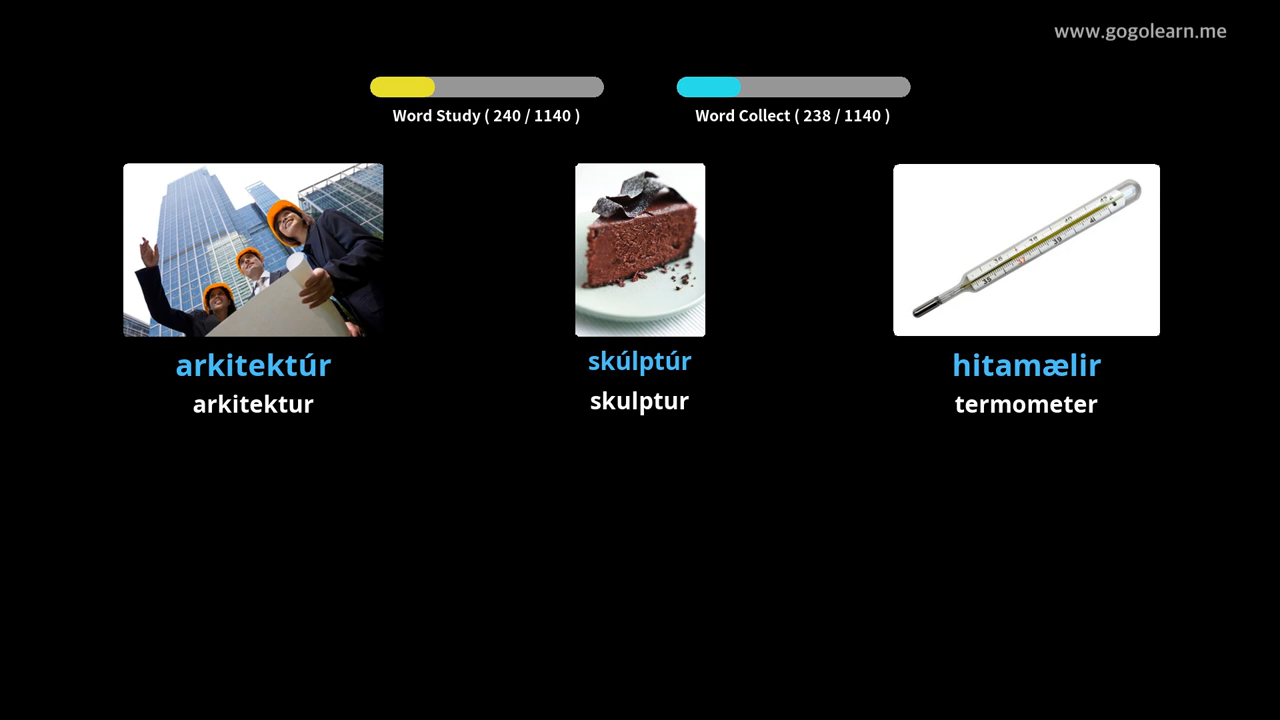 www.gogolearn.me
Word Study ( 240 / 1140 )
Word Collect ( 238 / 1140 )
arkitektúr
arkitektur
skúlptúr
skulptur
hitamælir
termometer